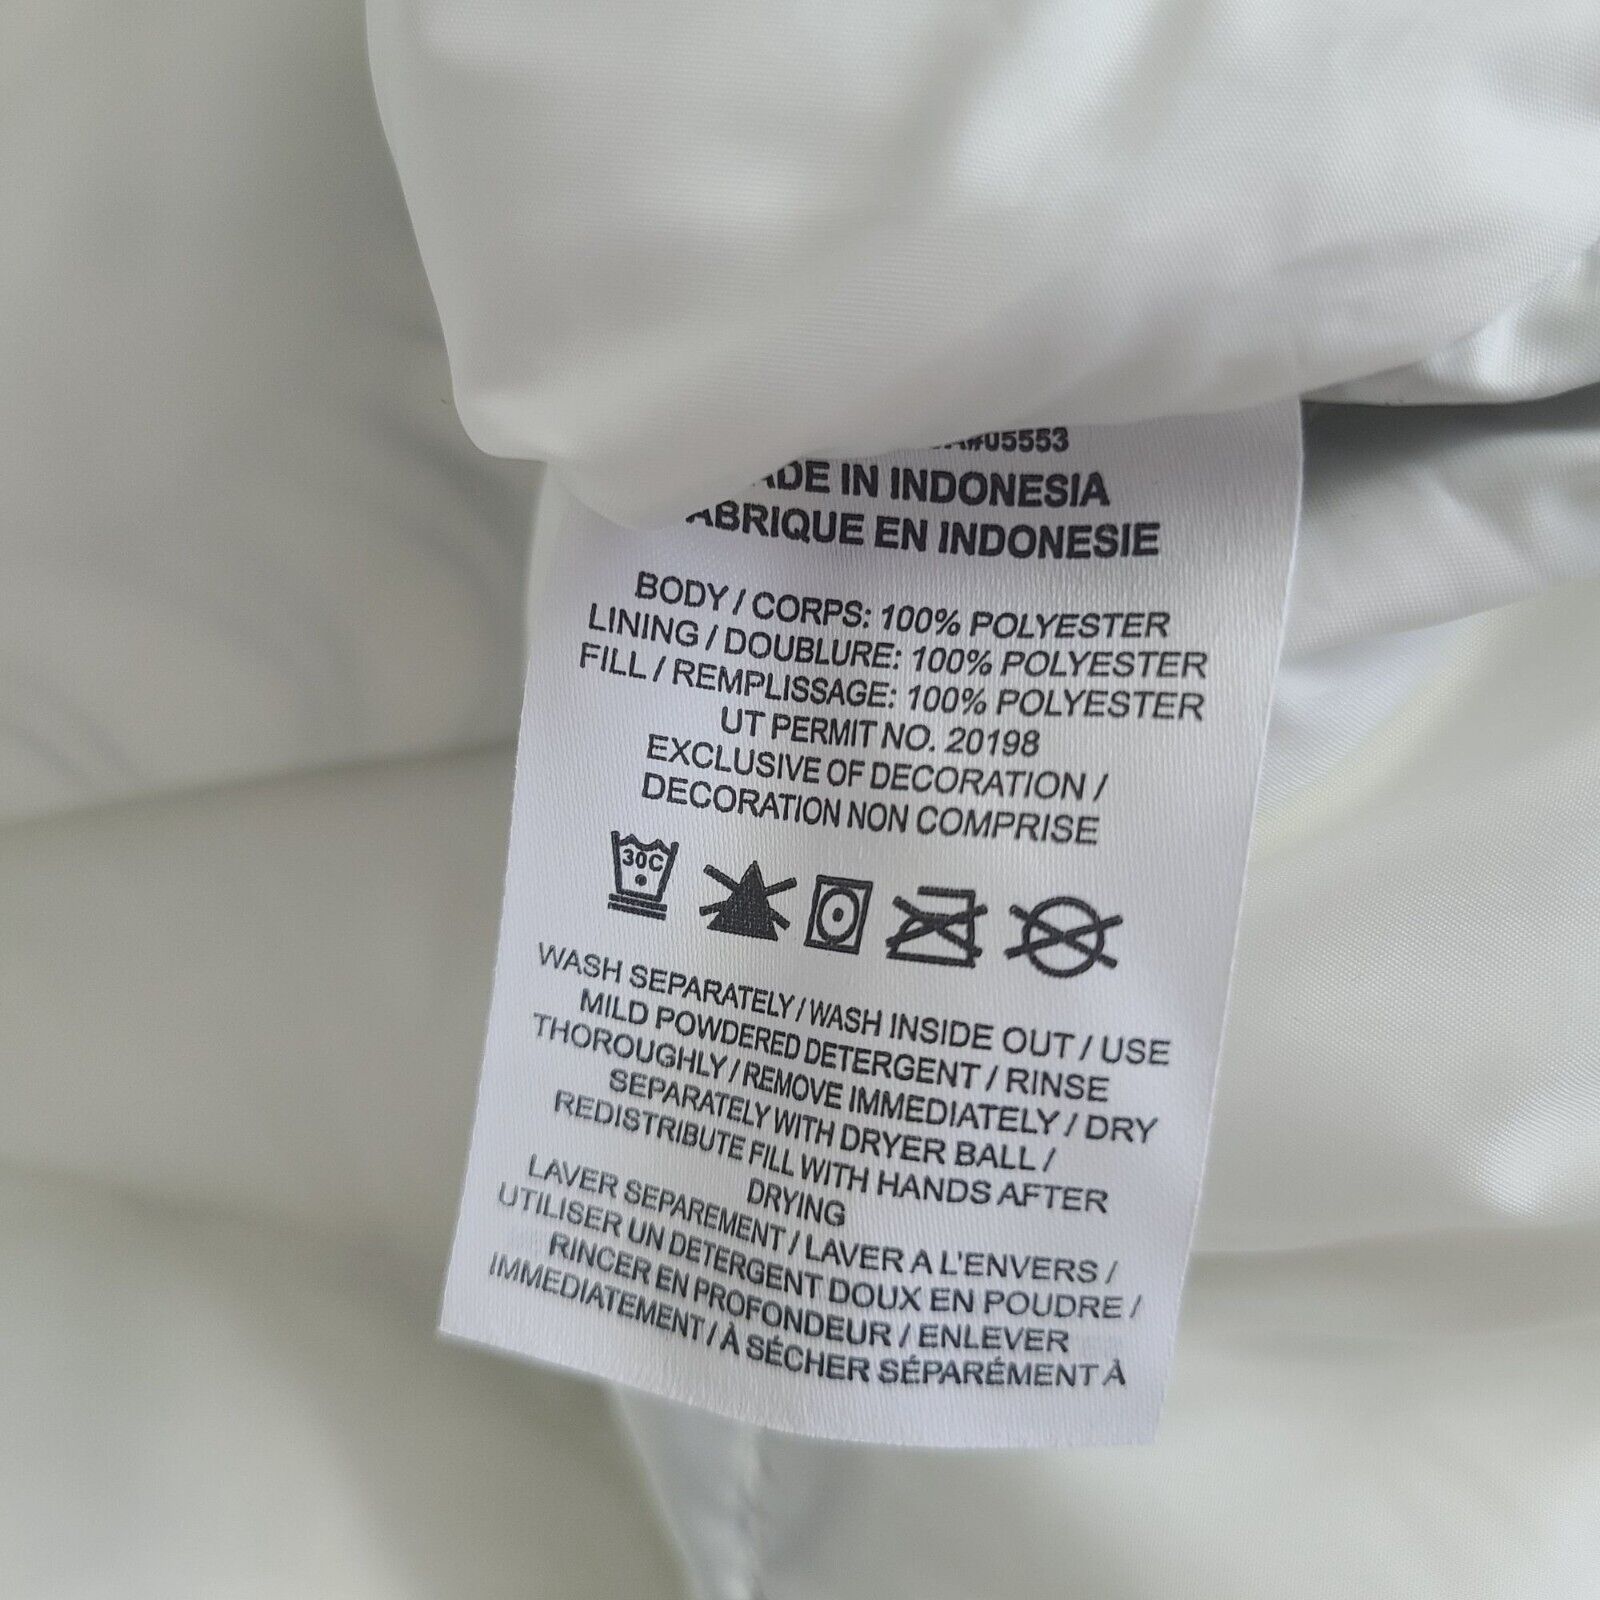 #05553
MADE IN INDONESIA
FABRIQUE EN INDONESIE
BODY / CORPS: 100% POLYESTER
LINING / DOUBLURE: 100% POLYESTER
FILL / REMPLISSAGE: 100% POLYESTER
UT PERMIT NO. 20198
EXCLUSIVE OF DECORATION /
DECORATION NON COMPRISE
30C
WASH SEPARATELY / WASH INSIDE OUT / USE
MILD POWDERED DETERGENT / RINSE
THOROUGHLY / REMOVE IMMEDIATELY / DRY
SEPARATELY WITH DRYER BALL /
REDISTRIBUTE FILL WITH HANDS AFTER
DRYING
LAVER SEPAREMENT / LAVER A L'ENVERS /
UTILISER UN DETERGENT DOUX EN POUDRE /
RINCER EN PROFONDEUR / ENLEVER
IMMEDIATEMENT / À SÉCHER SÉPARÉMENT À